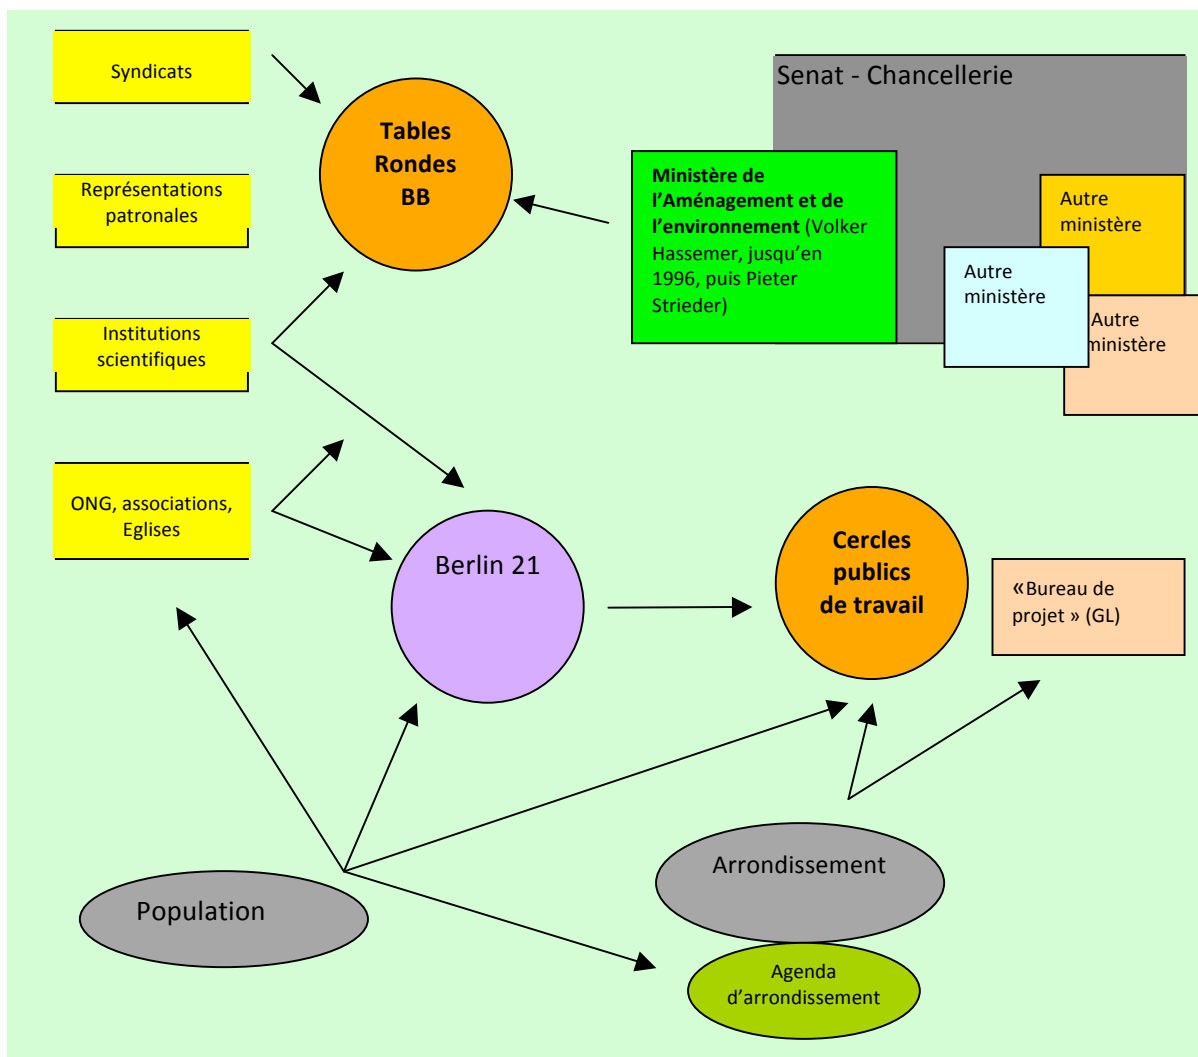 Syndicats
Représentations
patronales
Institutions
scientifiques
ONG, associations,
Eglises
Tables
Rondes
BB
Senat - Chancellerie
Ministère de
l’Aménagement et de
l’environnement (Volker
Hassemer, jusqu’en
1996, puis Pieter
Strieder)
Autre
ministère
Autre
ministère
Autre
ministère
Berlin 21
Cercles
publics
de travail
«Bureau de
projet » (GL)
Population
Arrondissement
Agenda
d’arrondissement